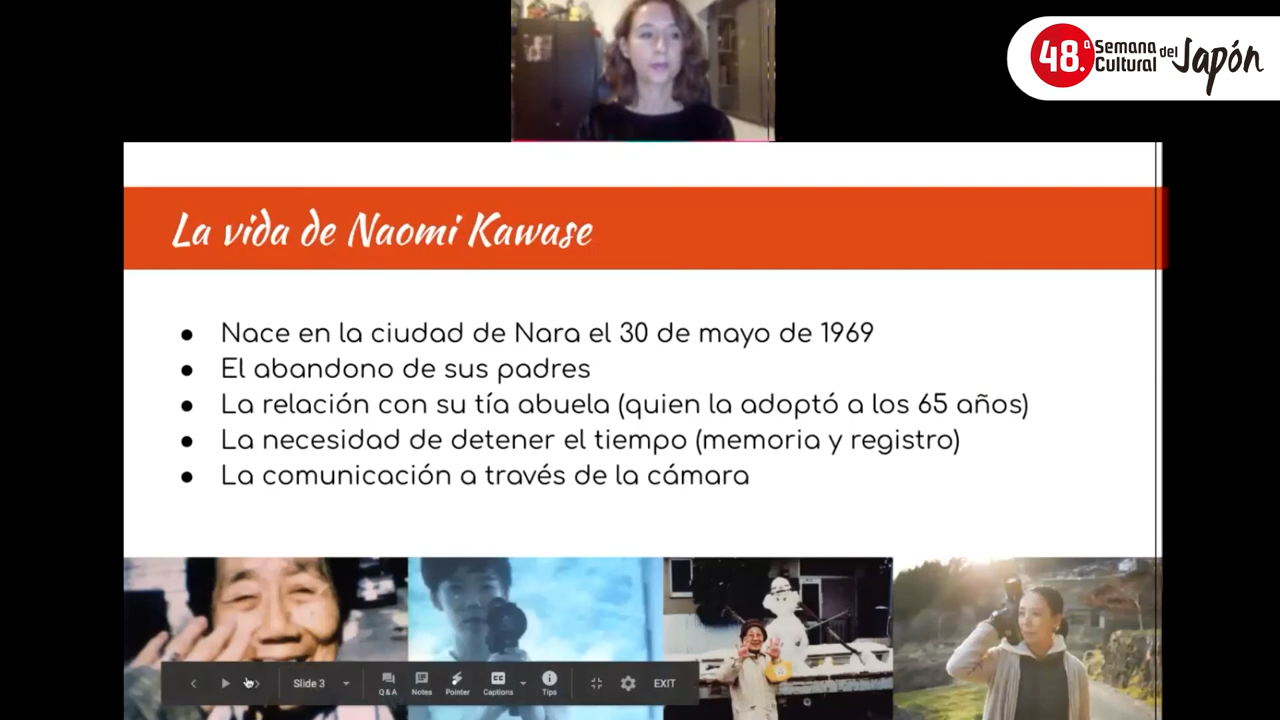 48.ª Semana Cultural del Japón
La vida de Naomi Kawase
● Nace en la ciudad de Nara el 30 de mayo de 1969
● El abandono de sus padres
● La relación con su tía abuela (quien la adoptó a los 65 años)
● La necesidad de detener el tiempo (memoria y registro)
● La comunicación a través de la cámara
Slide 3 Q&A Notes Pointer Captions CC Tips EXIT